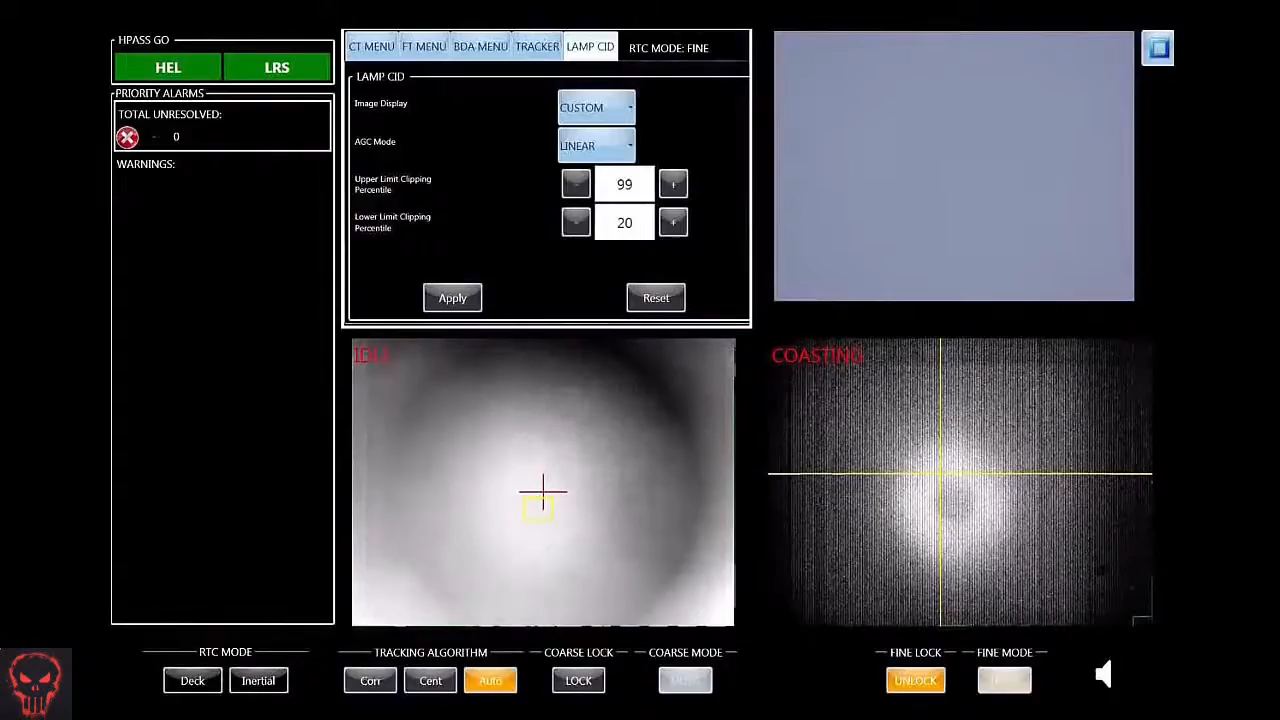 HPASS GO
HEL LRS
PRIORITY ALARMS
TOTAL UNRESOLVED:
- 0
WARNINGS:
CT MENU FT MENU BDA MENU TRACKER LAMP CID RTC MODE: FINE
LAMP CID
Image Display CUSTOM
AGC Mode LINEAR
Upper Limit Clipping
Percentile - 99 +
Lower Limit Clipping
Percentile - 20 +
Apply Reset
IDLE COASTING
RTC MODE TRACKING ALGORITHM COARSE LOCK COARSE MODE FINE LOCK FINE MODE
Deck Inertial Corr Cent Auto LOCK UNLOCK